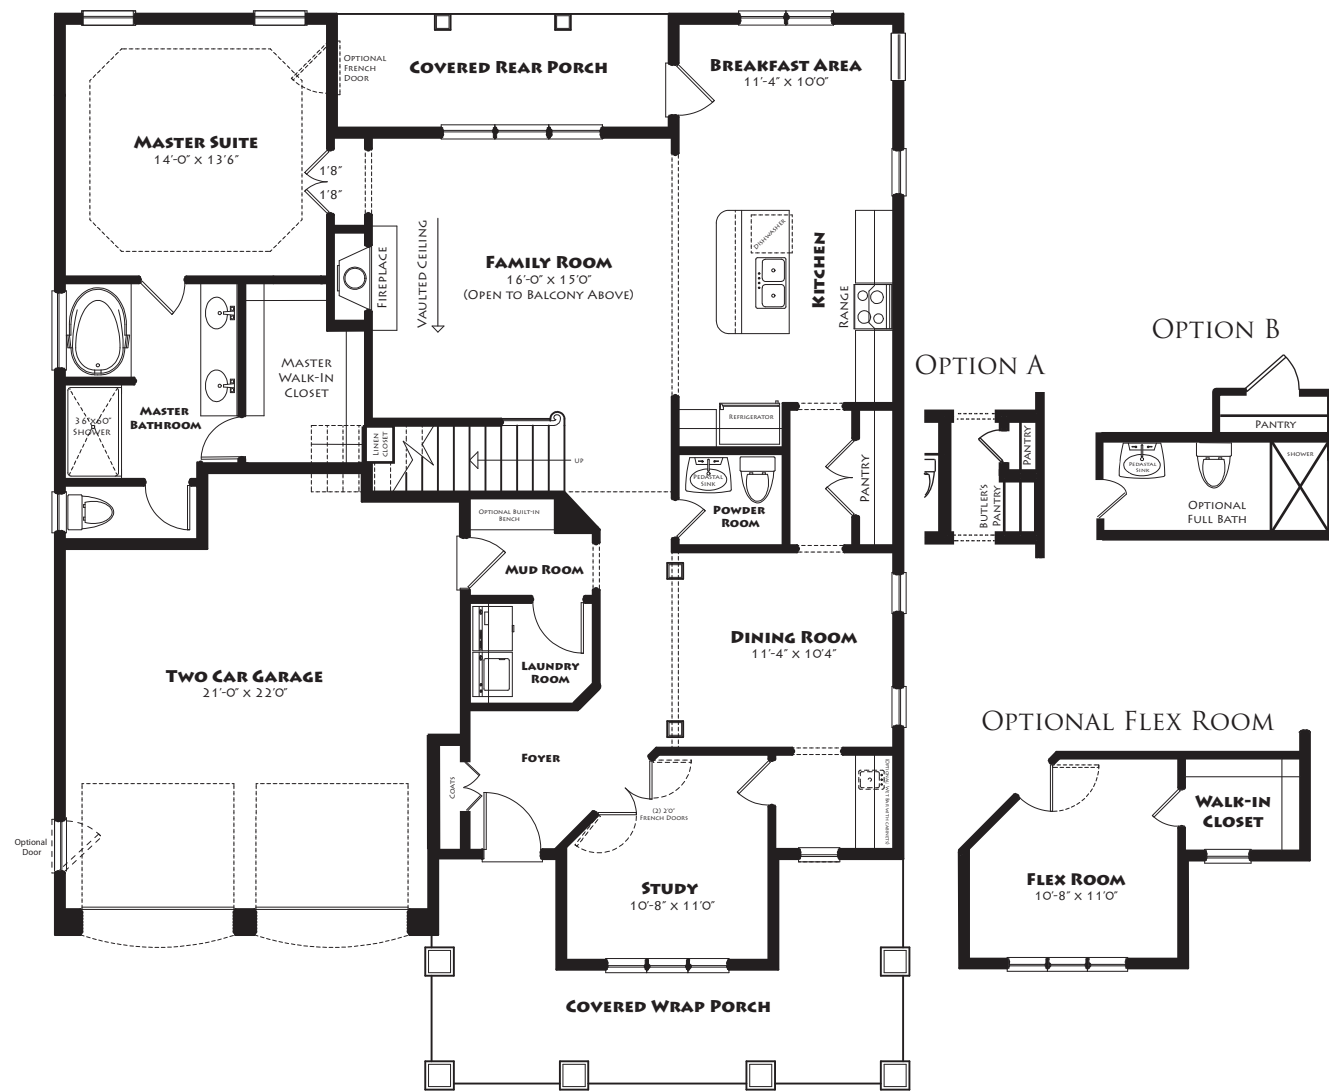 OPTIONAL
FRENCH
DOOR
COVERED REAR PORCH
BREAKFAST AREA
11'-4" X 10'0"
MASTER SUITE
14'-0" X 13'6"
1'8"
1'8"
FIREPLACE
VAULTED CEILING
FAMILY ROOM
16'-0" X 15'0"
(OPEN TO BALCONY ABOVE)
DISHWASHER
KITCHEN
RANGE
MASTER
WALK-IN
CLOSET
MASTER
BATHROOM
36"X60"
SHOWER
LINEN
CLOSET
UP
REFRIGERATOR
PANTRY
PEDASTAL
SINK
POWDER
ROOM
OPTIONAL BUILT-IN
BENCH
MUD ROOM
LAUNDRY
ROOM
DINING ROOM
11'-4" X 10'4"
TWO CAR GARAGE
21'-0" X 22'0"
FOYER
COATS
(2) 2'0"
FRENCH DOORS
Optional
Door
STUDY
10'-8" X 11'0"
COVERED WRAP PORCH
OPTION A
PANTRY
BUTLER'S
PANTRY
OPTION B
PANTRY
PEDASTAL
SINK
SHOWER
OPTIONAL
FULL BATH
OPTIONAL FLEX ROOM
WALK-IN
CLOSET
FLEX ROOM
10'-8" X 11'0"